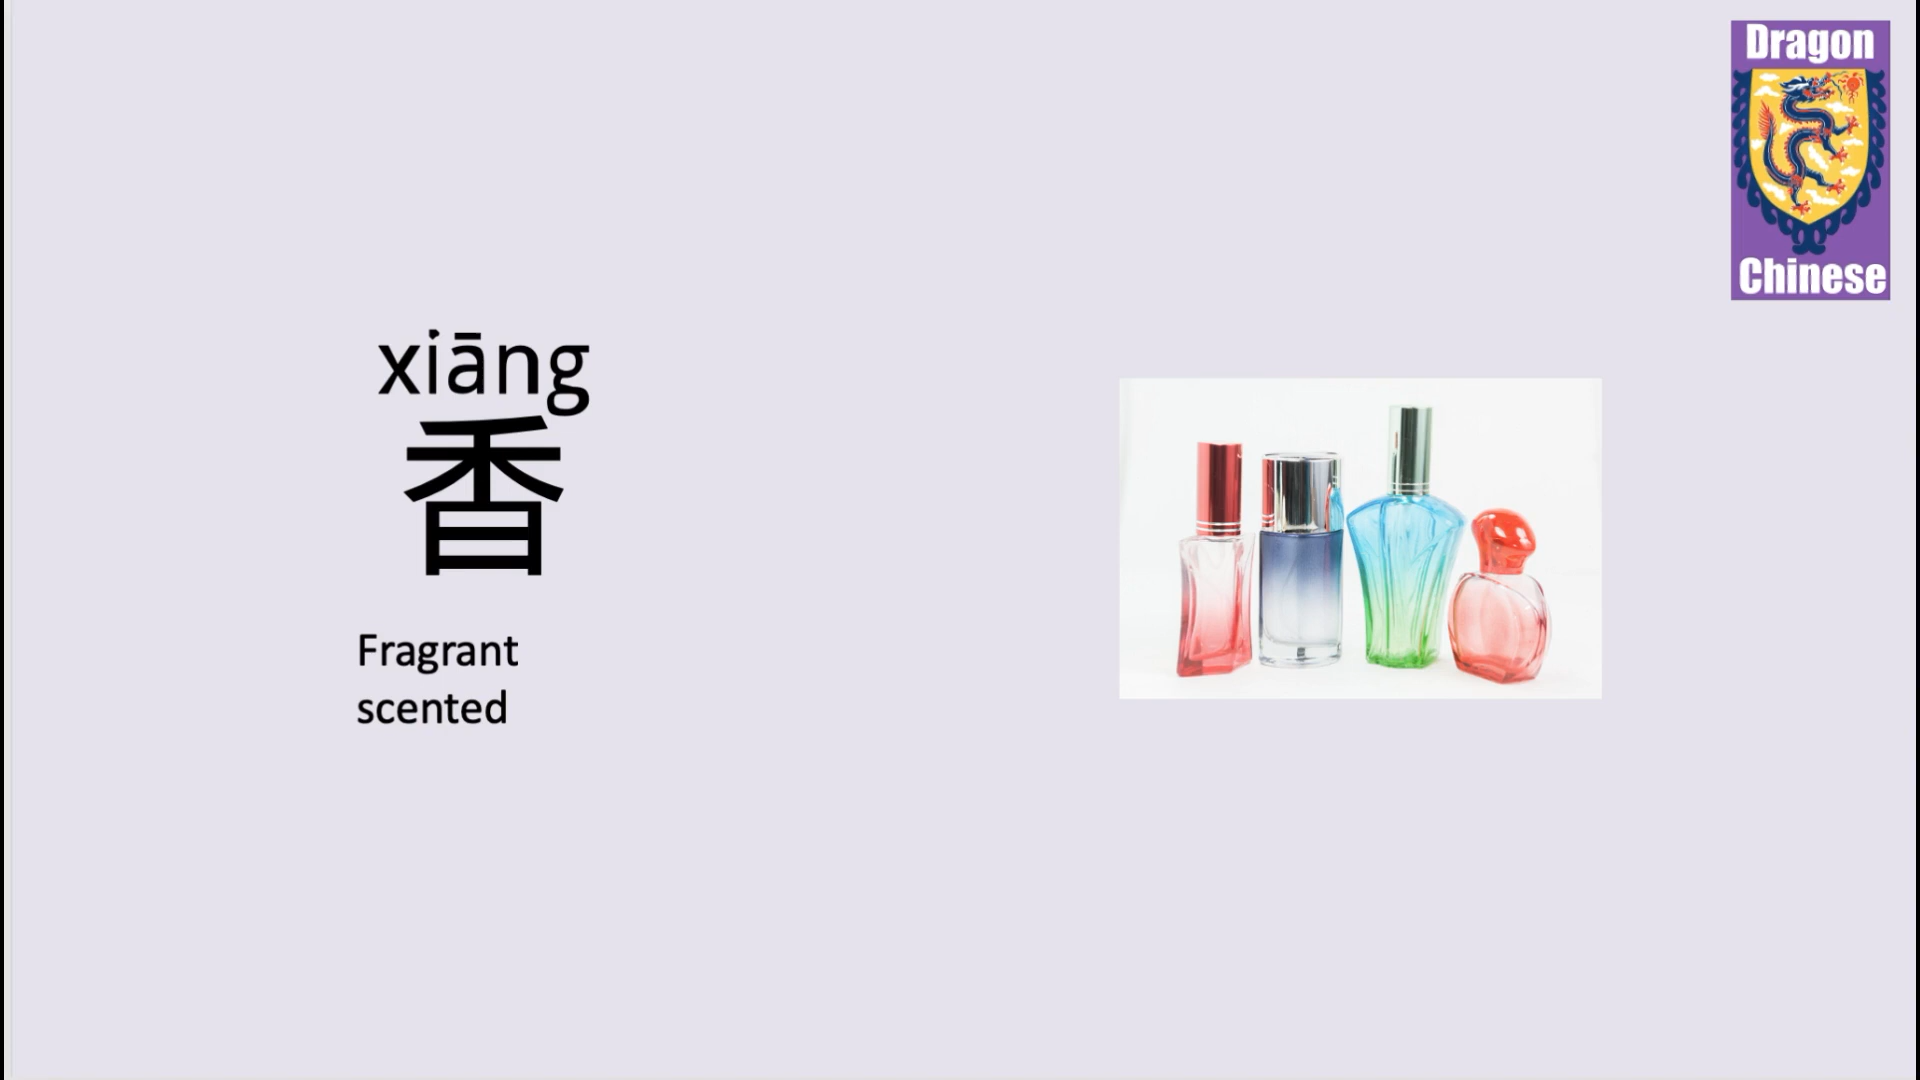 Dragon
Chinese
xiāng
香
Fragrant
scented